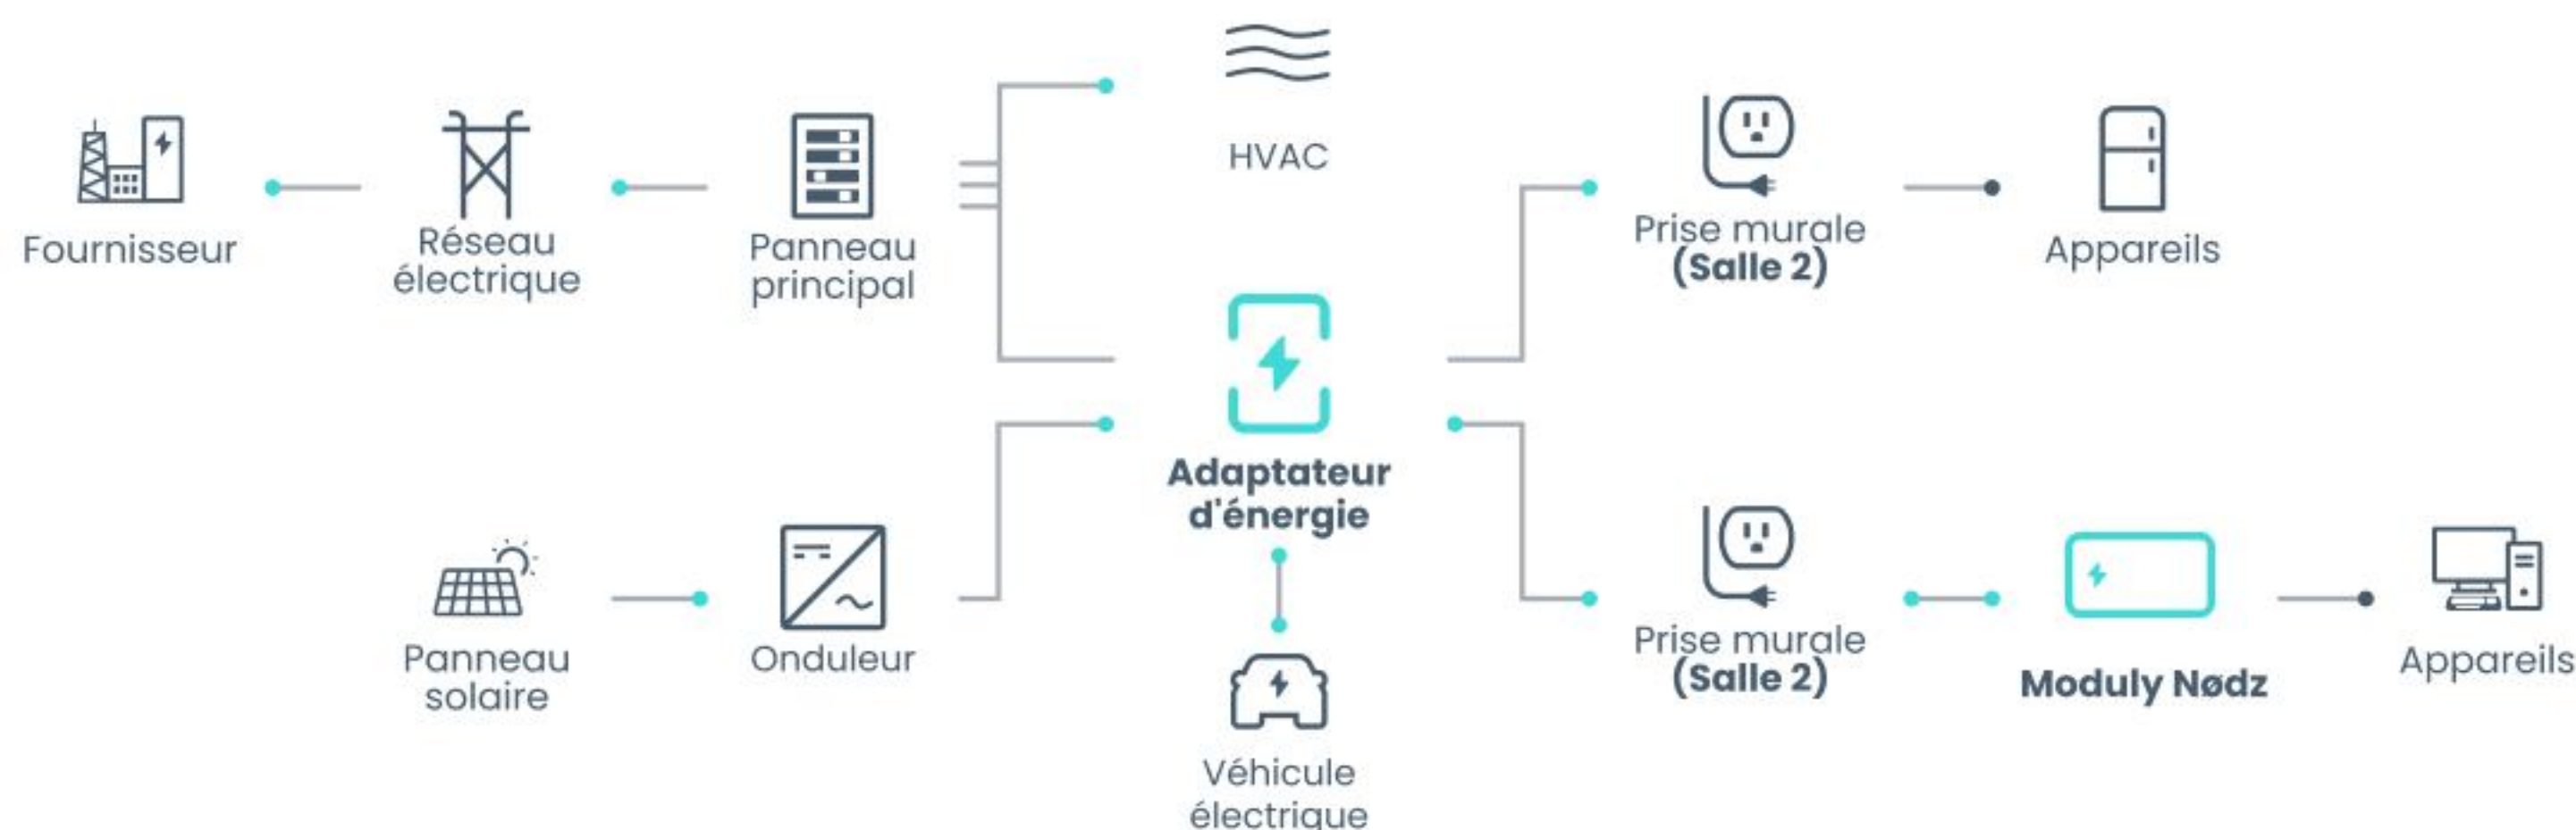 HVAC
Fournisseur
Réseau
électrique
Panneau
principal
Prise murale
(Salle 2)
Appareils
Adaptateur
d'énergie
Panneau
solaire
Onduleur
Prise murale
(Salle 2)
Moduly Nødz
Appareils
Véhicule
électrique